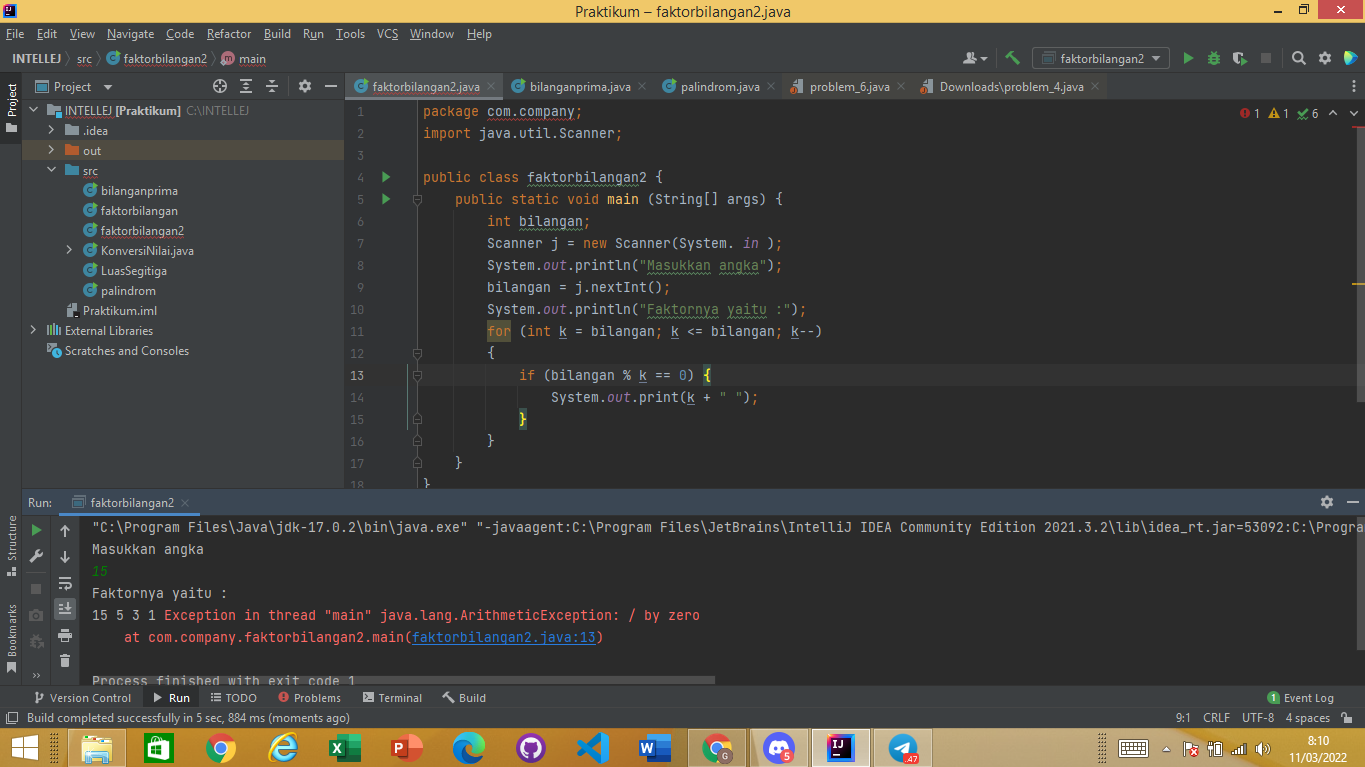 Praktikum – faktorbilangan2.java
File Edit View Navigate Code Refactor Build Run Tools VCS Window Help
INTELLEJ src faktorbilangan2 main
faktorbilangan2
Project
faktorbilangan2.java bilanganprima.java palindrom.java problem_6.java Downloads\problem_4.java
Project
INTELLEJ [Praktikum] C:\INTELLEJ
.idea
out
src
bilanganprima
faktorbilangan
faktorbilangan2
KonversiNilai.java
LuasSegitiga
palindrom
Praktikum.iml
External Libraries
Scratches and Consoles
1 1 6
1 package com.company;
2 import java.util.Scanner;
3
4 public class faktorbilangan2 {
5 public static void main (String[] args) {
6 int bilangan;
7 Scanner j = new Scanner(System. in );
8 System.out.println("Masukkan angka");
9 bilangan = j.nextInt();
10 System.out.println("Faktornya yaitu :");
11 for (int k = bilangan; k <= bilangan; k--)
12 {
13 if (bilangan % k == 0) {
14 System.out.print(k + " ");
15 }
16 }
17 }
18 }
Run: faktorbilangan2
Structure
Bookmarks
"C:\Program Files\Java\jdk-17.0.2\bin\java.exe" "-javaagent:C:\Program Files\JetBrains\IntelliJ IDEA Community Edition 2021.3.2\lib\idea_rt.jar=53092:C:\Progra
Masukkan angka
15
Faktornya yaitu :
15 5 3 1 Exception in thread "main" java.lang.ArithmeticException: / by zero
at com.company.faktorbilangan2.main(faktorbilangan2.java:13)
Process finished with exit code 1
Version Control Run TODO Problems Terminal Build
1 Event Log
Build completed successfully in 5 sec, 884 ms (moments ago)
9:1 CRLF UTF-8 4 spaces
8:10
11/03/2022